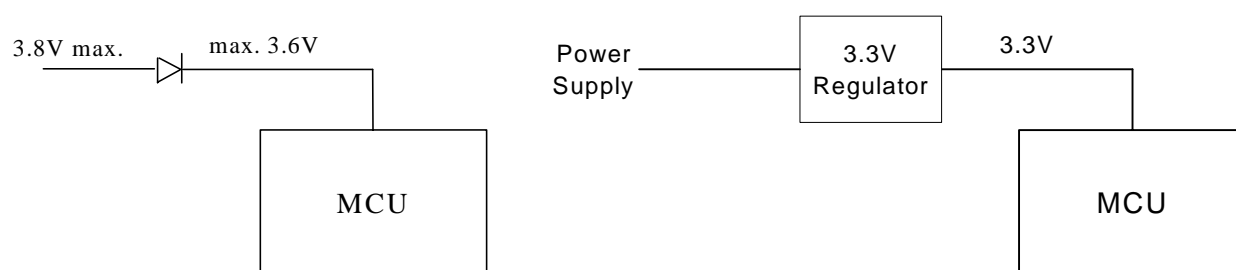 3.8V max.
max. 3.6V
MCU
Power
Supply
3.3V
Regulator
3.3V
MCU